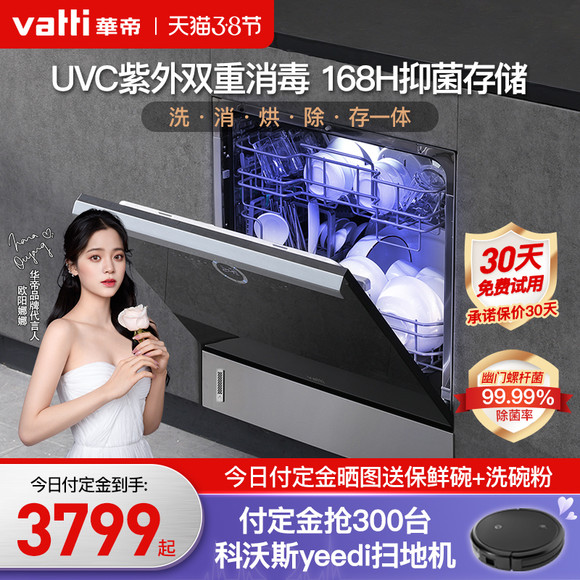 vatti 華帝 | 天猫3.8节
UVC紫外双重消毒 168H抑菌存储
洗·消·烘·除·存一体
Nana
Ouyang
华帝品牌代言人
欧阳娜娜
30天
免费试用
承诺保价30天
幽门螺杆菌
99.99%
除菌率
今日付定金到手:
3799起
今日付定金晒图送保鲜碗+洗碗粉
付定金抢300台
科沃斯yeedi扫地机